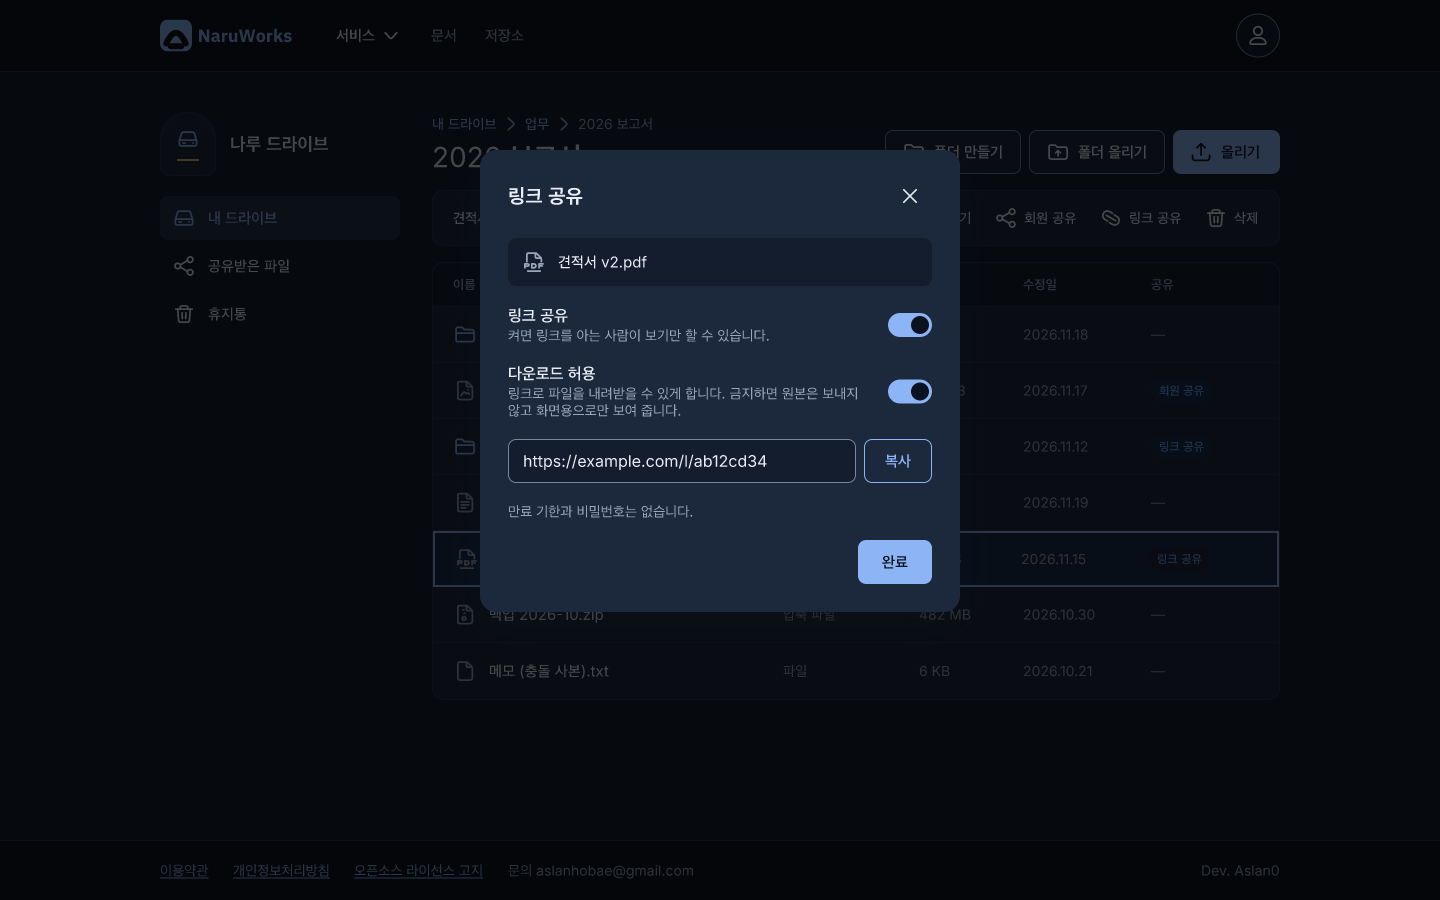 NaruWorks
서비스
문서
저장소
나루 드라이브
내 드라이브
공유받은 파일
휴지통
내 드라이브 > 업무 > 2026 보고서
폴더 올리기
올리기
회원 공유
링크 공유
삭제
이름
수정일
공유
2026.11.18
—
2026.11.17
회원 공유
2026.11.12
링크 공유
2026.11.19
—
2026.11.15
링크 공유
2026.10.30
—
메모 (충돌 사본).txt
파일
6 KB
2026.10.21
—
링크 공유
견적서 v2.pdf
링크 공유
켜면 링크를 아는 사람이 보기만 할 수 있습니다.
다운로드 허용
링크로 파일을 내려받을 수 있게 합니다. 금지하면 원본은 보내지
않고 화면용으로만 보여 줍니다.
https://example.com/l/ab12cd34
복사
만료 기한과 비밀번호는 없습니다.
완료
이용약관
개인정보처리방침
오픈소스 라이선스 고지
문의 aslanhobae@gmail.com
Dev. Aslan0